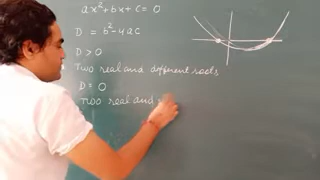 ax²+bx+c = 0
D = b²-4ac
D > 0
Two real and different roots
D = 0
Two real and